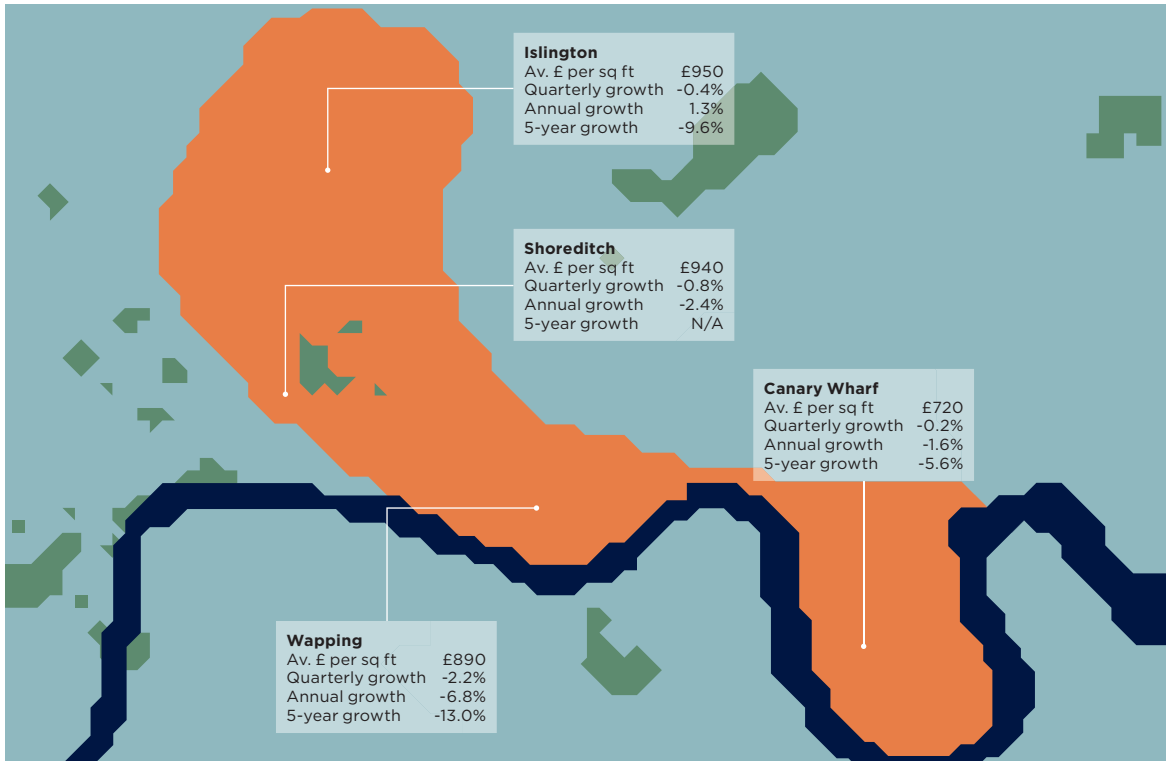 Islington
Av. £ per sq ft £950
Quarterly growth -0.4%
Annual growth 1.3%
5-year growth -9.6%
Shoreditch
Av. £ per sq ft £940
Quarterly growth -0.8%
Annual growth -2.4%
5-year growth N/A
Canary Wharf
Av. £ per sq ft £720
Quarterly growth -0.2%
Annual growth -1.6%
5-year growth -5.6%
Wapping
Av. £ per sq ft £890
Quarterly growth -2.2%
Annual growth -6.8%
5-year growth -13.0%